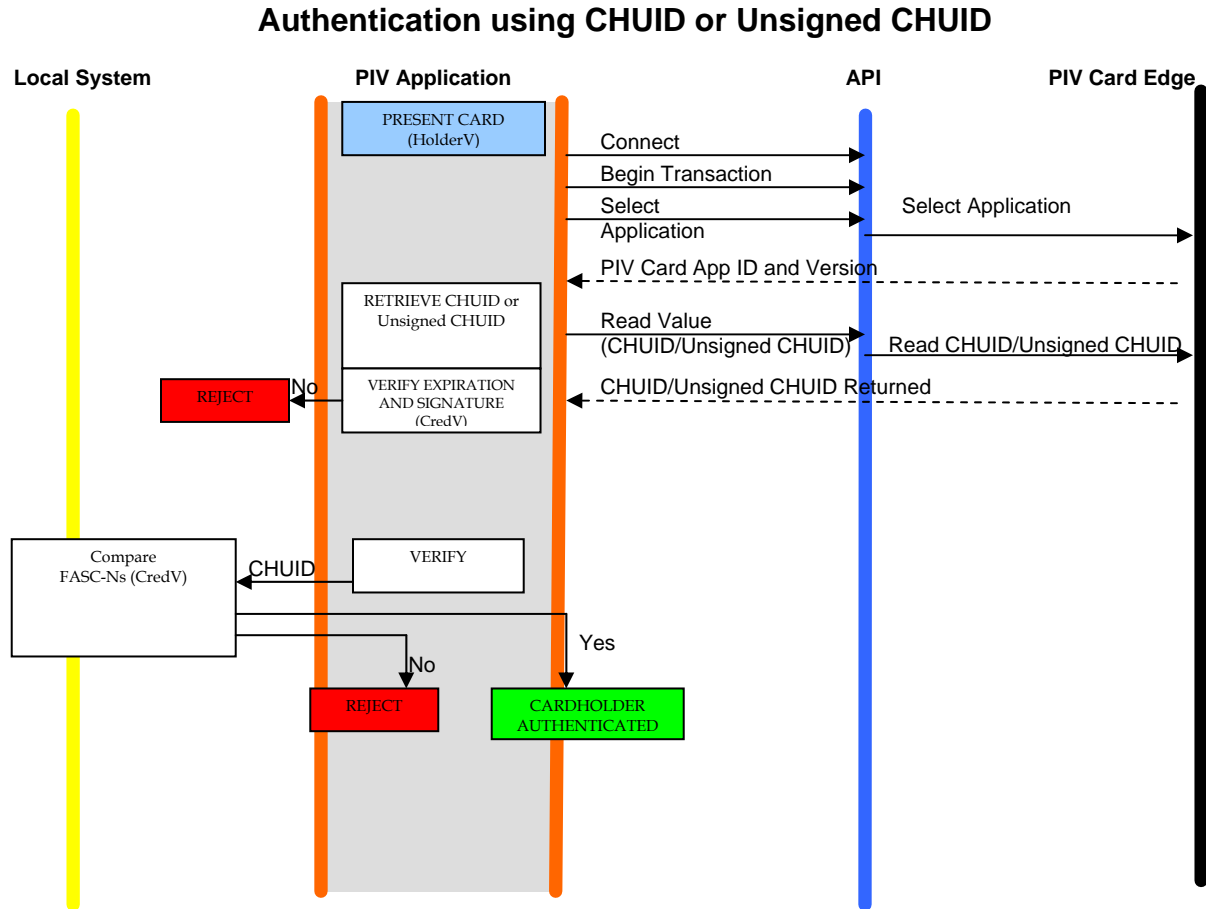 Authentication using CHUID or Unsigned CHUID
Local System
PIV Application
API
PIV Card Edge
PRESENT CARD
(HolderV)
Connect
Begin Transaction
Select
Application
Select Application
PIV Card App ID and Version
RETRIEVE CHUID or
Unsigned CHUID
Read Value
(CHUID/Unsigned CHUID)
Read CHUID/Unsigned CHUID
REJECT
No
VERIFY EXPIRATION
AND SIGNATURE
(CredV)
CHUID/Unsigned CHUID Returned
Compare
FASC-Ns (CredV)
CHUID
VERIFY
Yes
No
REJECT
CARDHOLDER
AUTHENTICATED